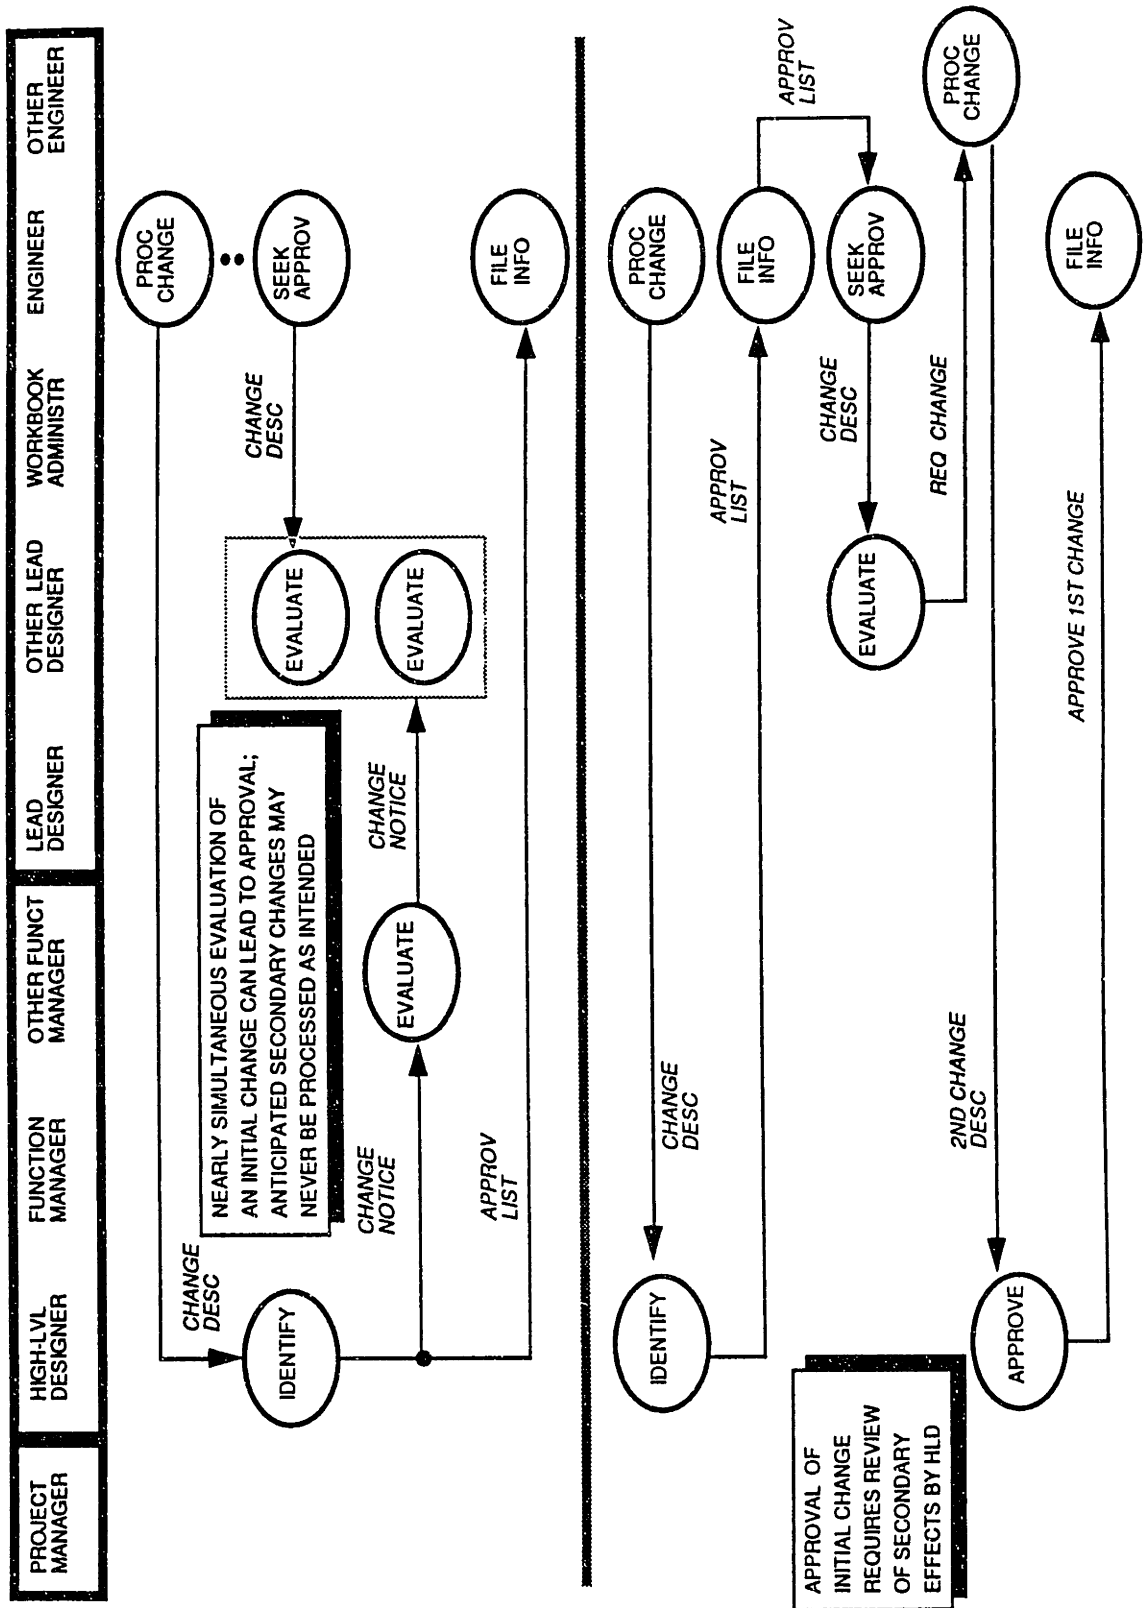 PROJECT
MANAGER
HIGH-LVL
DESIGNER
FUNCTION
MANAGER
OTHER FUNCT
MANAGER
LEAD
DESIGNER
OTHER LEAD
DESIGNER
WORKBOOK
ADMINISTR
ENGINEER
OTHER
ENGINEER
PROC
CHANGE
CHANGE
DESC
IDENTIFY
NEARLY SIMULTANEOUS EVALUATION OF
AN INITIAL CHANGE CAN LEAD TO APPROVAL;
ANTICIPATED SECONDARY CHANGES MAY
NEVER BE PROCESSED AS INTENDED
EVALUATE
CHANGE
DESC
SEEK
APPROV
CHANGE
NOTICE
EVALUATE
CHANGE
NOTICE
EVALUATE
APPROV
LIST
FILE
INFO
IDENTIFY
CHANGE
DESC
PROC
CHANGE
APPROV
LIST
FILE
INFO
APPROV
LIST
EVALUATE
CHANGE
DESC
SEEK
APPROV
REQ CHANGE
PROC
CHANGE
APPROVAL OF
INITIAL CHANGE
REQUIRES REVIEW
OF SECONDARY
EFFECTS BY HLD
APPROVE
2ND CHANGE
DESC
APPROVE 1ST CHANGE
FILE
INFO